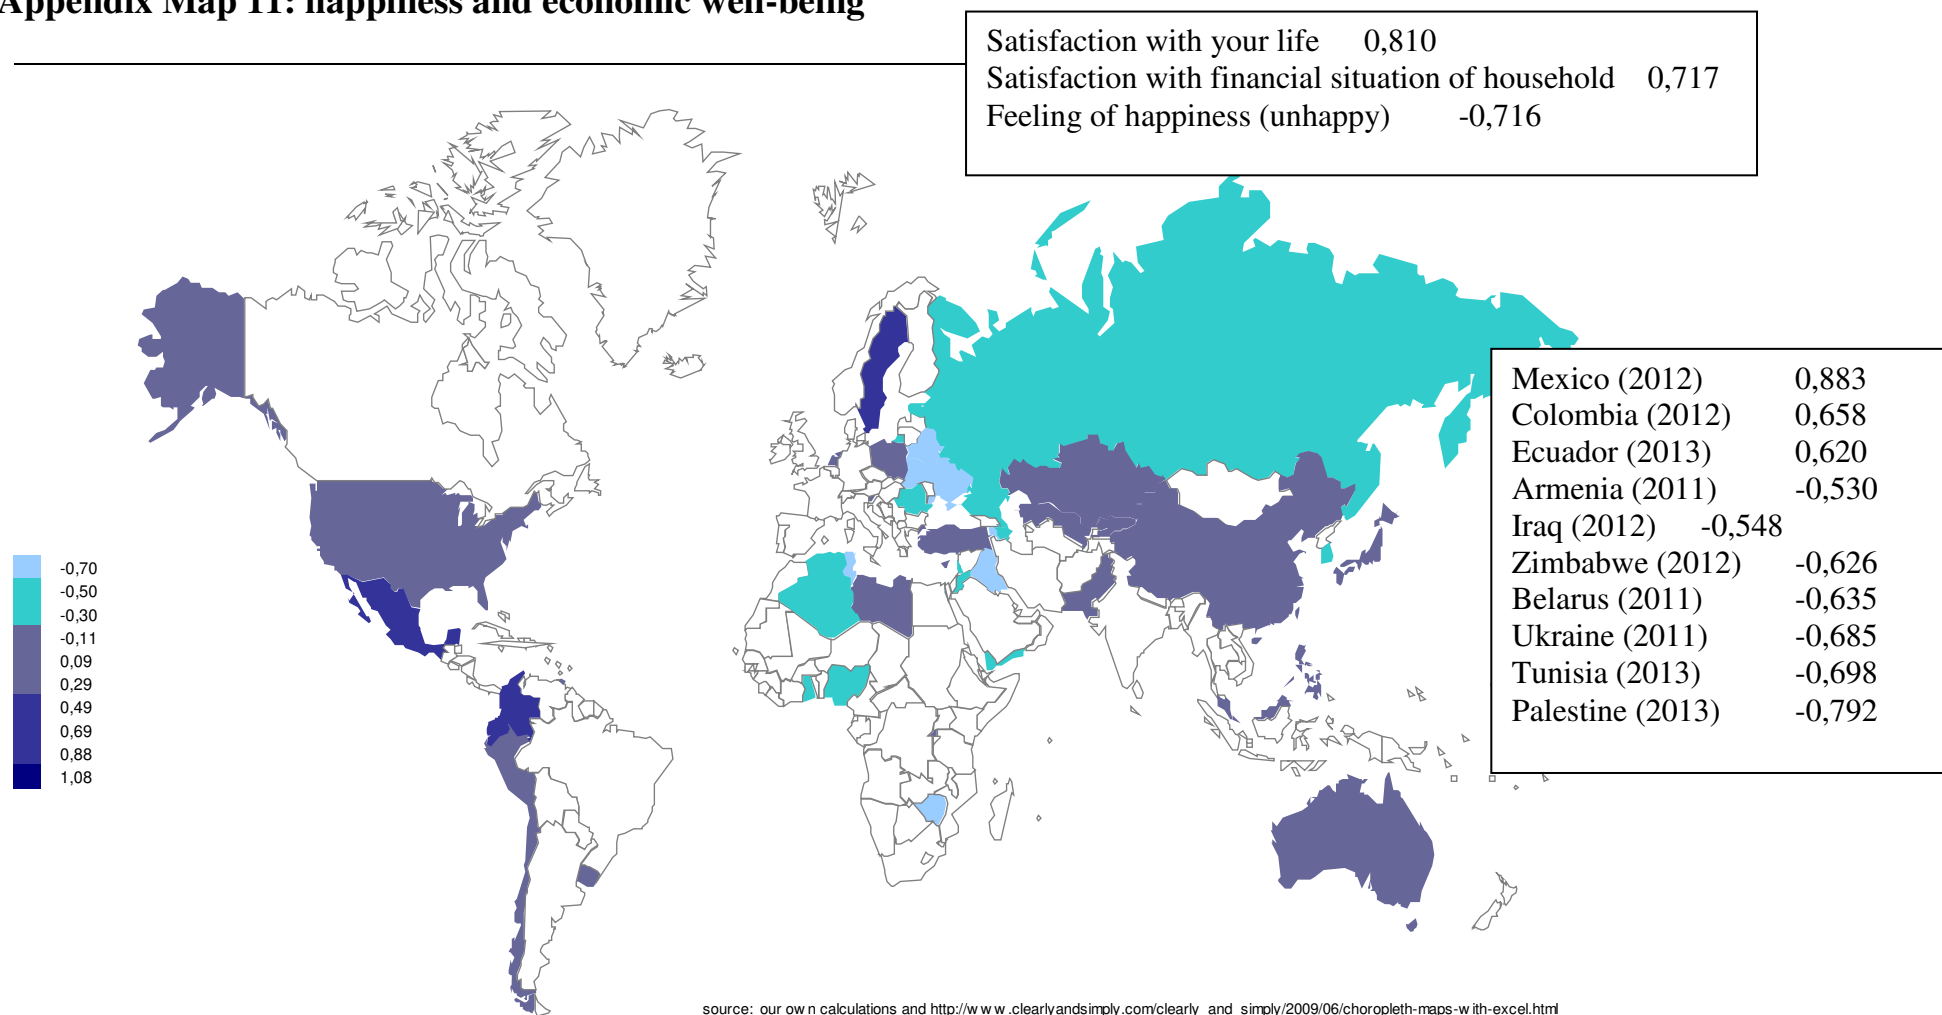 Appendix Map 11: happiness and economic well-being
Satisfaction with your life 0,810
Satisfaction with financial situation of household 0,717
Feeling of happiness (unhappy) -0,716
Mexico (2012) 0,883
Colombia (2012) 0,658
Ecuador (2013) 0,620
Armenia (2011) -0,530
Iraq (2012) -0,548
Zimbabwe (2012) -0,626
Belarus (2011) -0,635
Ukraine (2011) -0,685
Tunisia (2013) -0,698
Palestine (2013) -0,792
-0,70
-0,50
-0,30
-0,11
0,09
0,29
0,49
0,69
0,88
1,08
source: our own calculations and http://www.clearlyandsimply.com/clearly_and_simply/2009/06/choropleth-maps-with-excel.html